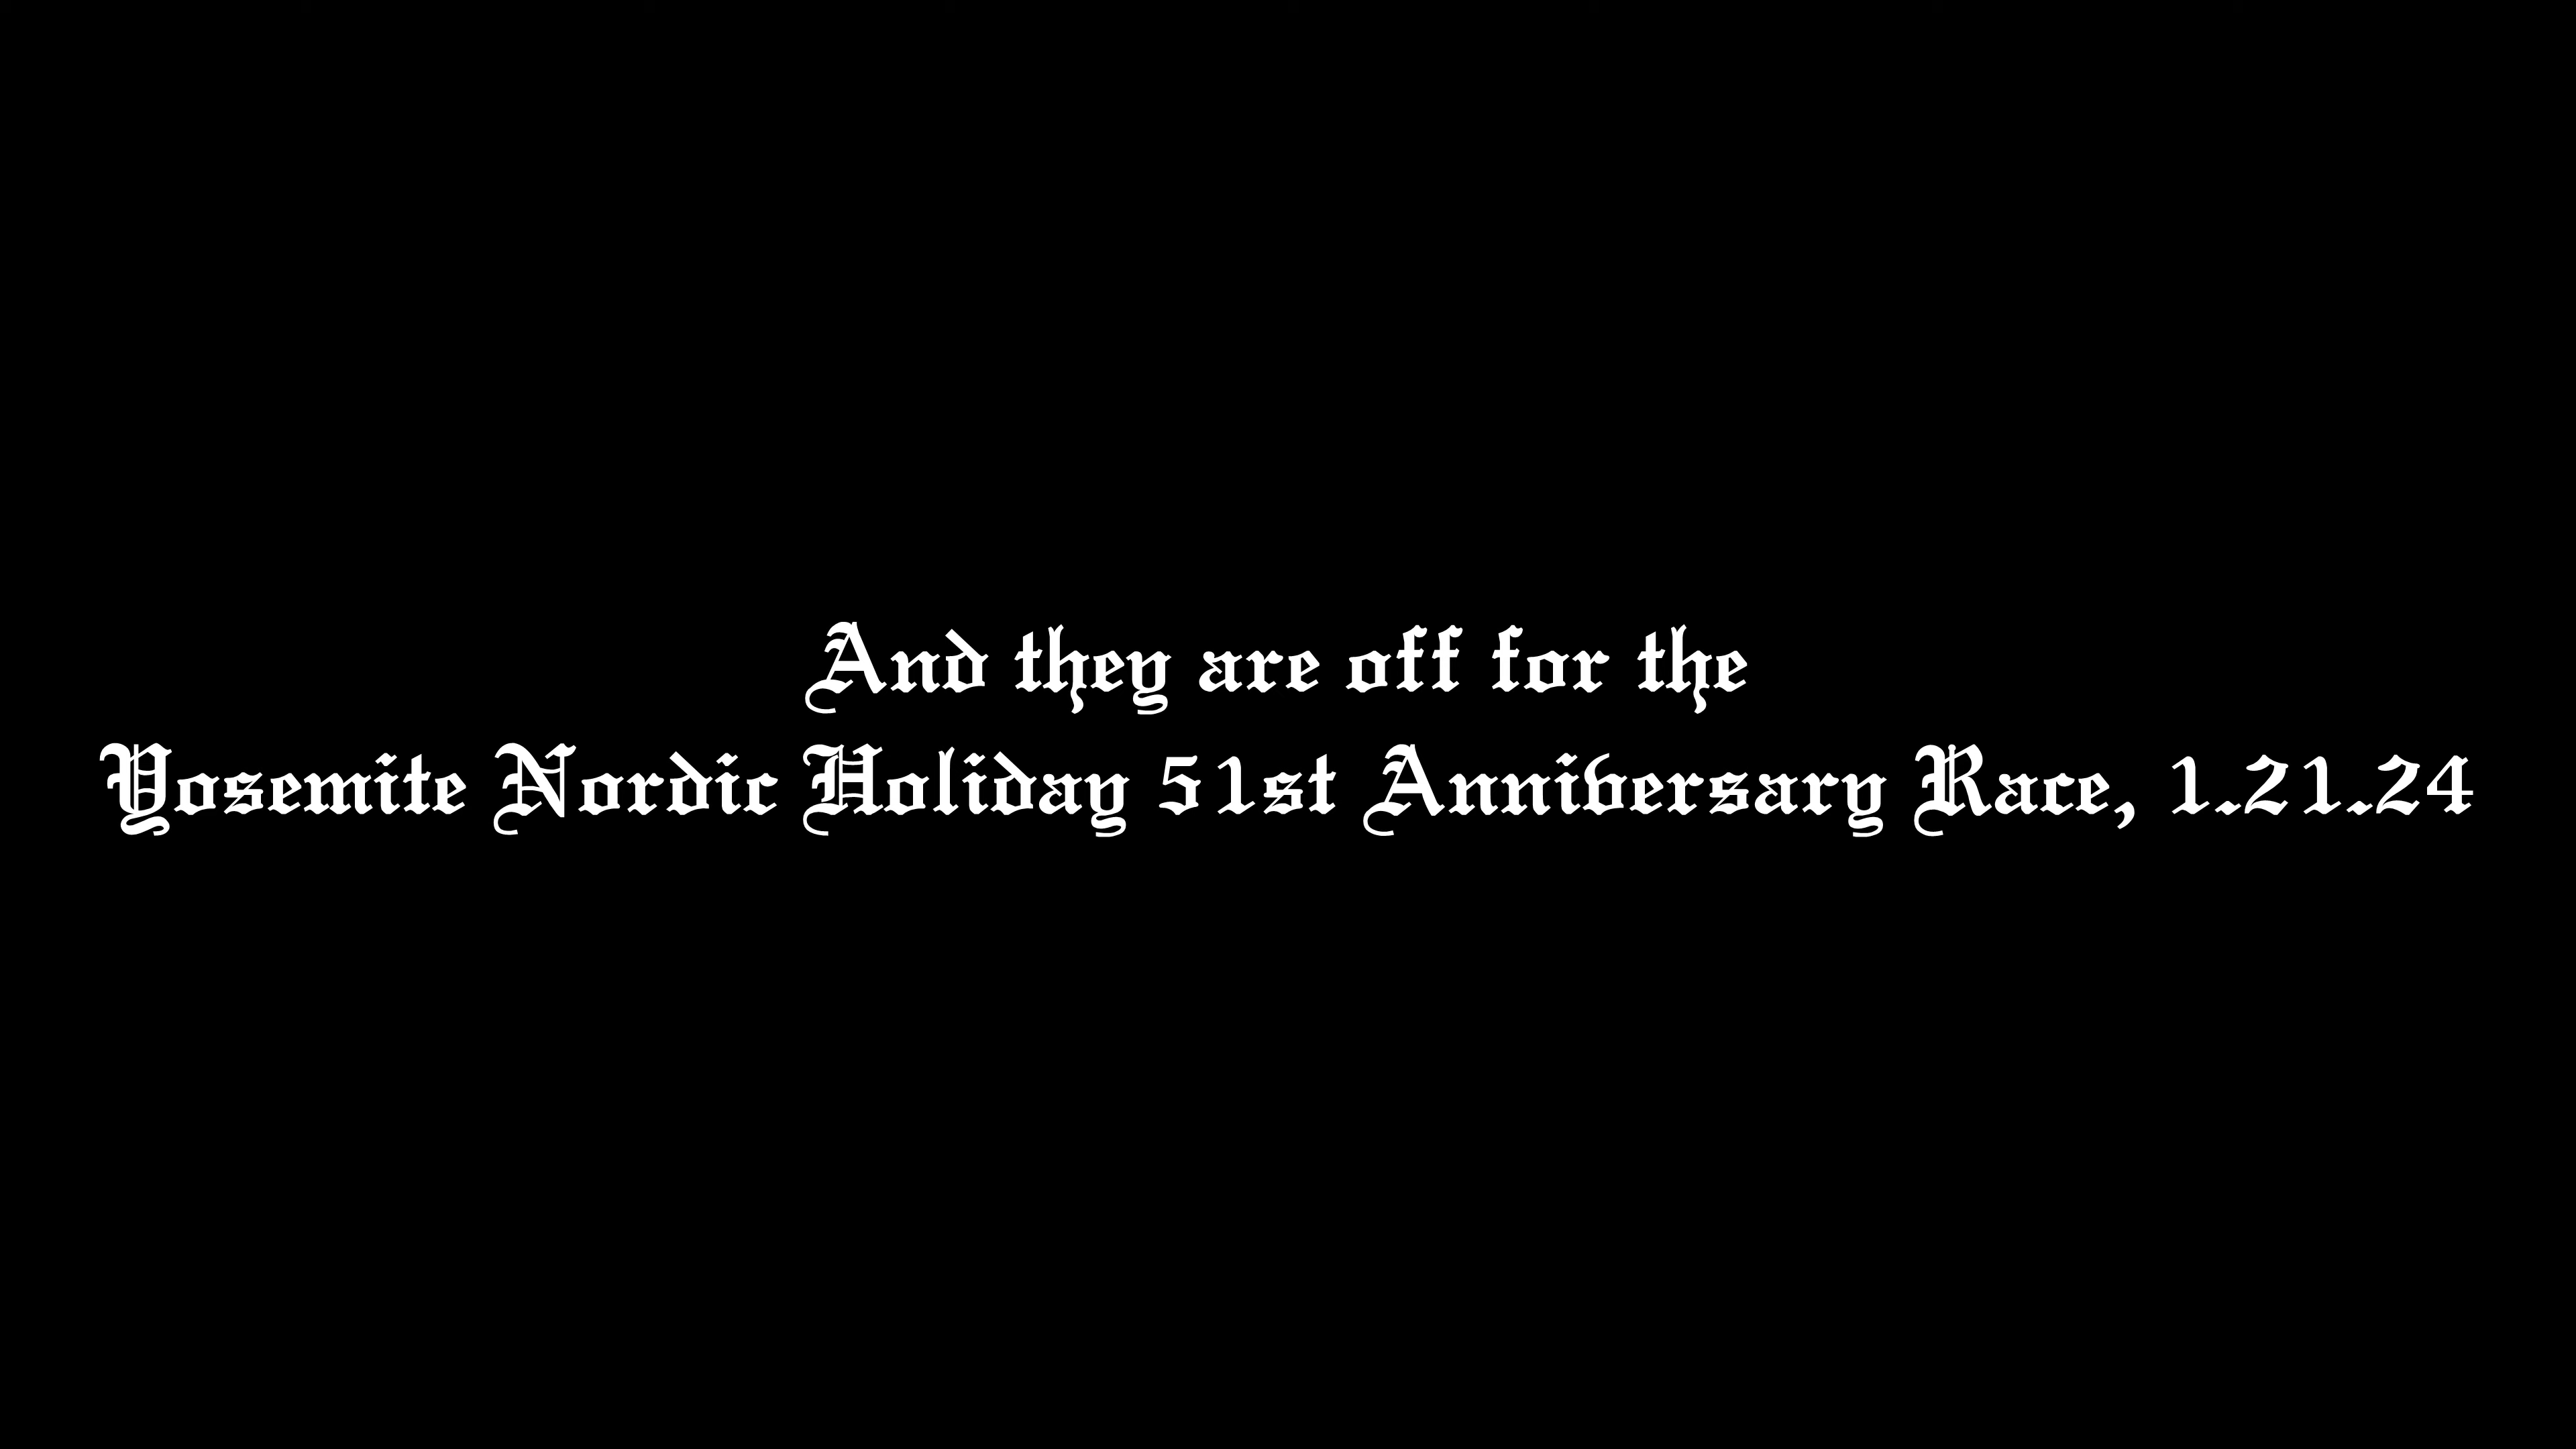 And they are off for the
Yosemite Nordic Holiday 51st Anniversary Race, 1.21.24